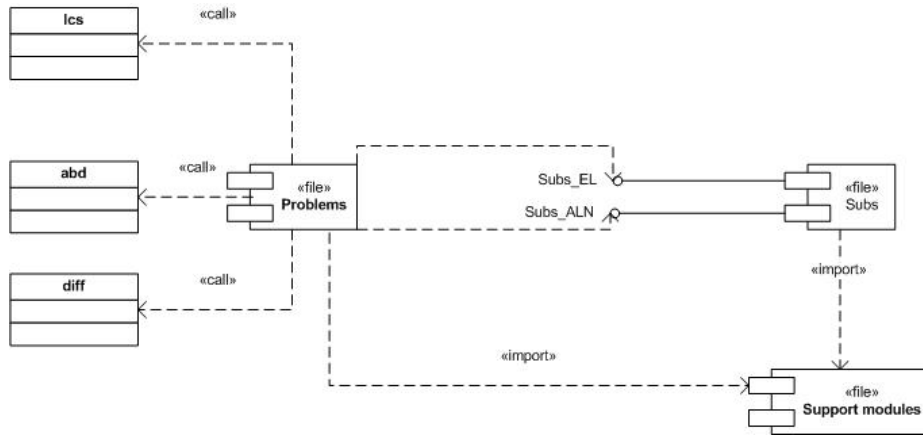 «call»
lcs
abd
«call»
«file»
Problems
Subs_EL
Subs_ALN
«file»
Subs
diff
«call»
«import»
«import»
«file»
Support modules